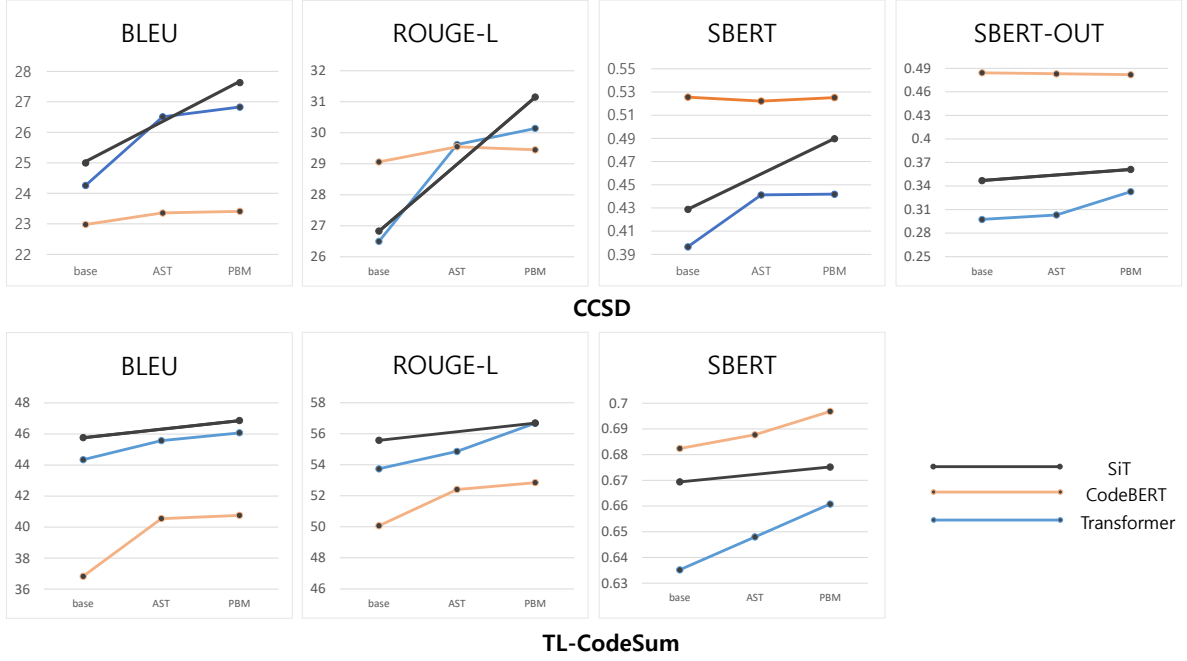 BLEU
28
27
26
25
24
23
22
base AST PBM
ROUGE-L
32
31
30
29
28
27
26
base AST PBM
SBERT
0.55
0.53
0.51
0.49
0.47
0.45
0.43
0.41
0.39
base AST PBM
SBERT-OUT
0.49
0.46
0.43
0.4
0.37
0.34
0.31
0.28
0.25
base AST PBM
CCSD
BLEU
48
46
44
42
40
38
36
base AST PBM
ROUGE-L
58
56
54
52
50
48
46
base AST PBM
SBERT
0.7
0.69
0.68
0.67
0.66
0.65
0.64
0.63
base AST PBM
SiT
CodeBERT
Transformer
TL-CodeSum